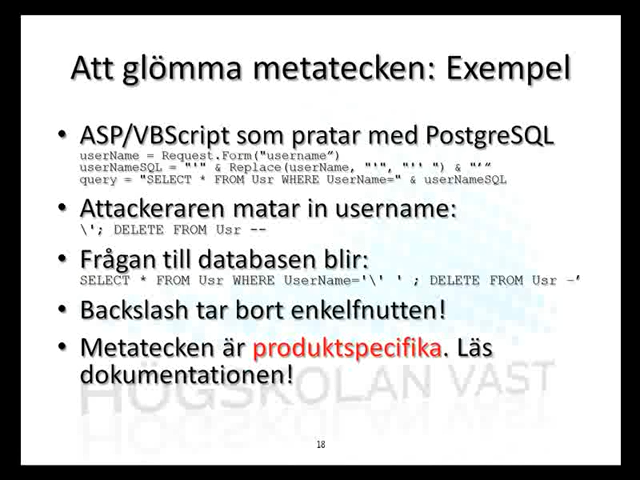 Att glömma metatecken: Exempel
• ASP/VBScript som pratar med PostgreSQL
userName = Request.Form("username”)
userNameSQL = "'" & Replace(userName, "'", "'' ") & "’”
query = "SELECT * FROM Usr WHERE UserName=" & userNameSQL
• Attackeraren matar in username:
\'; DELETE FROM Usr --
• Frågan till databasen blir:
SELECT * FROM Usr WHERE UserName='\' ' ; DELETE FROM Usr –’
• Backslash tar bort enkelfnutten!
• Metatecken är produktspecifika. Läs
dokumentationen!
HÖGSKOLAN VÄST
18